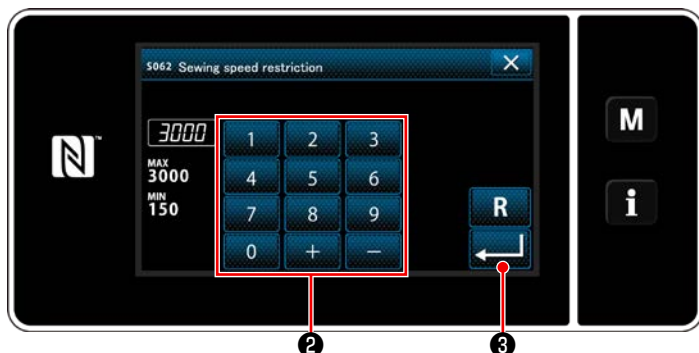 S062 Sewing speed restriction
3000
MAX
3000
MIN
150
1 2 3
4 5 6
7 8 9
0 + −
R
M
i
N
❷
❸